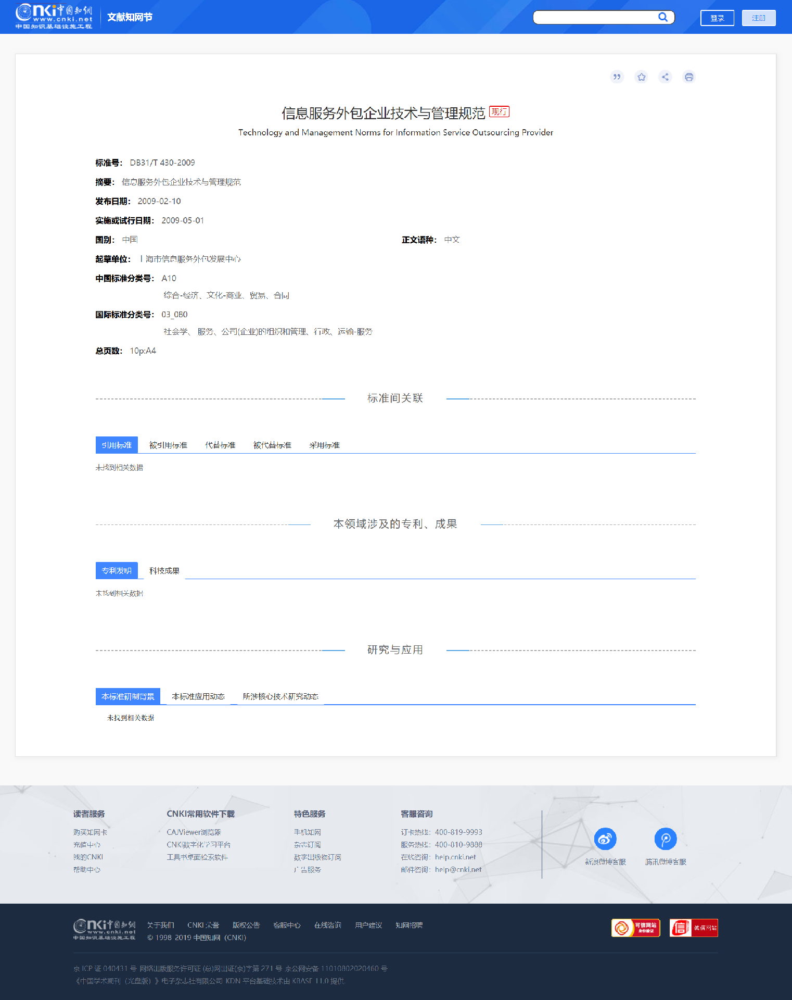 Cnki中国知网
www.cnki.net
中国知识基础设施工程
文献知网节
登录
注册
信息服务外包企业技术与管理规范 现行
Technology and Management Norms for Information Service Outsourcing Provider
标准号： DB31/T 430-2009
摘要： 信息服务外包企业技术与管理规范
发布日期： 2009-02-10
实施或试行日期： 2009-05-01
国别： 中国 正文语种： 中文
起草单位： 上海市信息服务外包发展中心
中国标准分类号： A10
综合-经济、文化-商业、贸易、合同
国际标准分类号： 03_080
社会学、 服务、公司(企业)的组织和管理、行政、运输-服务
总页数： 10p:A4
标准间关联
引用标准 被引用标准 代替标准 被代替标准 采用标准
未找到相关数据
本领域涉及的专利、成果
专利发明 科技成果
未找到相关数据
研究与应用
本标准研制背景 本标准应用动态 所涉核心技术研究动态
未找到相关数据
读者服务
购买知网卡
充值中心
我的CNKI
帮助中心
CNKI常用软件下载
CAJViewer浏览器
CNKI数字化学习平台
工具书桌面检索软件
特色服务
手机知网
杂志订阅
数字出版物订阅
广告服务
客服咨询
订卡热线：400-819-9993
服务热线：400-810-9888
在线咨询：help.cnki.net
邮件咨询：help@cnki.net
新浪微博客服
腾讯微博客服
Cnki中国知网
www.cnki.net
中国知识基础设施工程
关于我们 CNKI 荣誉 版权公告 客服中心 在线咨询 用户建议 知网招聘
© 1998-2019 中国知网（CNKI）
可信网站
身份验证
信 诚信网站
京 ICP 证 040431 号 网络出版服务许可证 (总)网出证(京)字第 271 号 京公网安备 11010802020460 号
《中国学术期刊（光盘版）》电子杂志社有限公司 KDN 平台基础技术由 KBASE 11.0 提供.